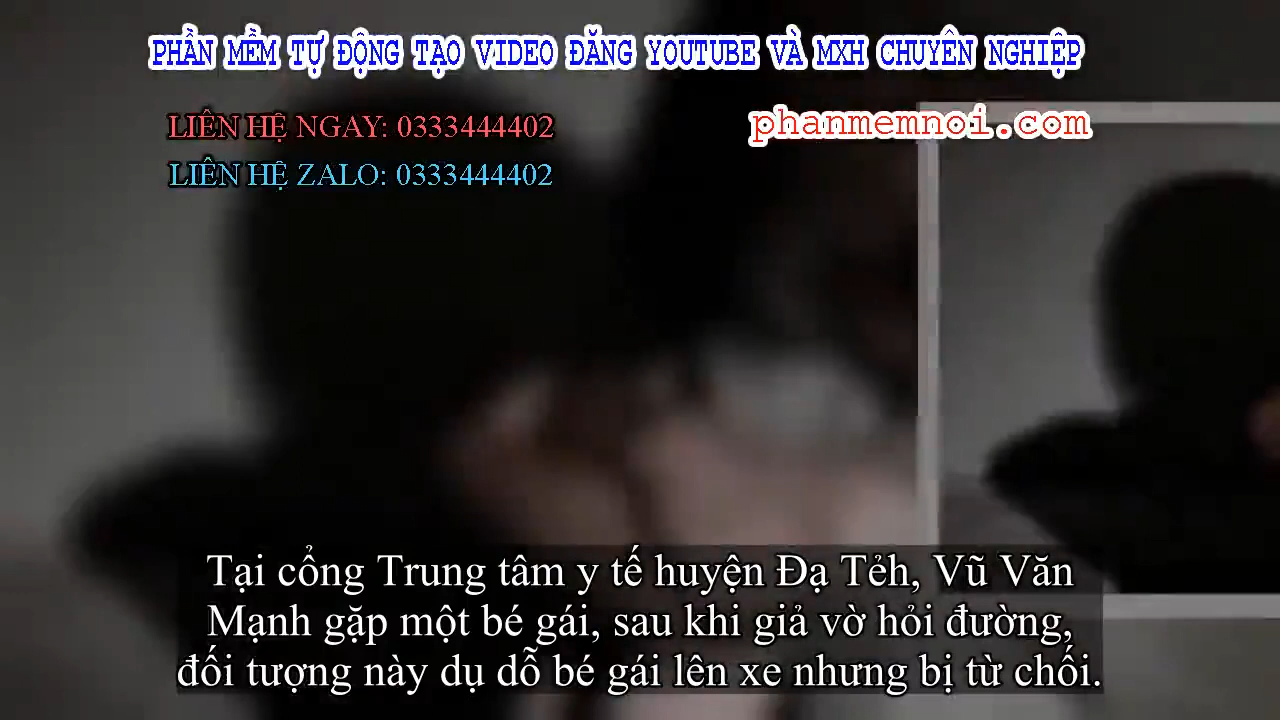 PHẦN MỀM TỰ ĐỘNG TẠO VIDEO ĐĂNG YOUTUBE VÀ MXH CHUYÊN NGHIỆP
LIÊN HỆ NGAY: 0333444402
phanmemnoi.com
LIÊN HỆ ZALO: 0333444402
Tại cổng Trung tâm y tế huyện Đạ Tẻh, Vũ Văn
Mạnh gặp một bé gái, sau khi giả vờ hỏi đường,
đối tượng này dụ dỗ bé gái lên xe nhưng bị từ chối.